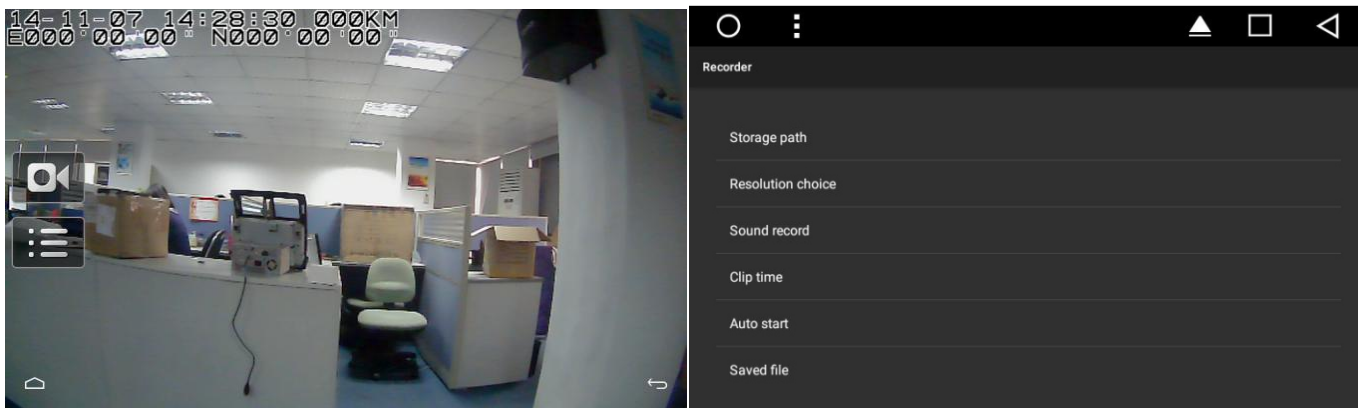 14-11-07 14:28:30 000KM
E000°00'00" N000°00'00"
Recorder
Storage path
Resolution choice
Sound record
Clip time
Auto start
Saved file